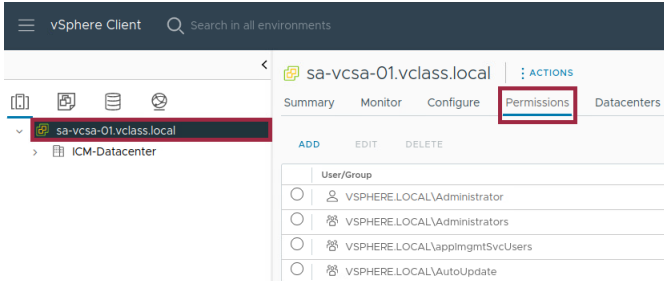 vSphere Client Search in all environments
sa-vcsa-01.vclass.local ACTIONS
Summary Monitor Configure Permissions Datacenters
sa-vcsa-01.vclass.local
ICM-Datacenter
ADD EDIT DELETE
User/Group
VSPHERE.LOCAL\Administrator
VSPHERE.LOCAL\Administrators
VSPHERE.LOCAL\applmgmtSvcUsers
VSPHERE.LOCAL\AutoUpdate